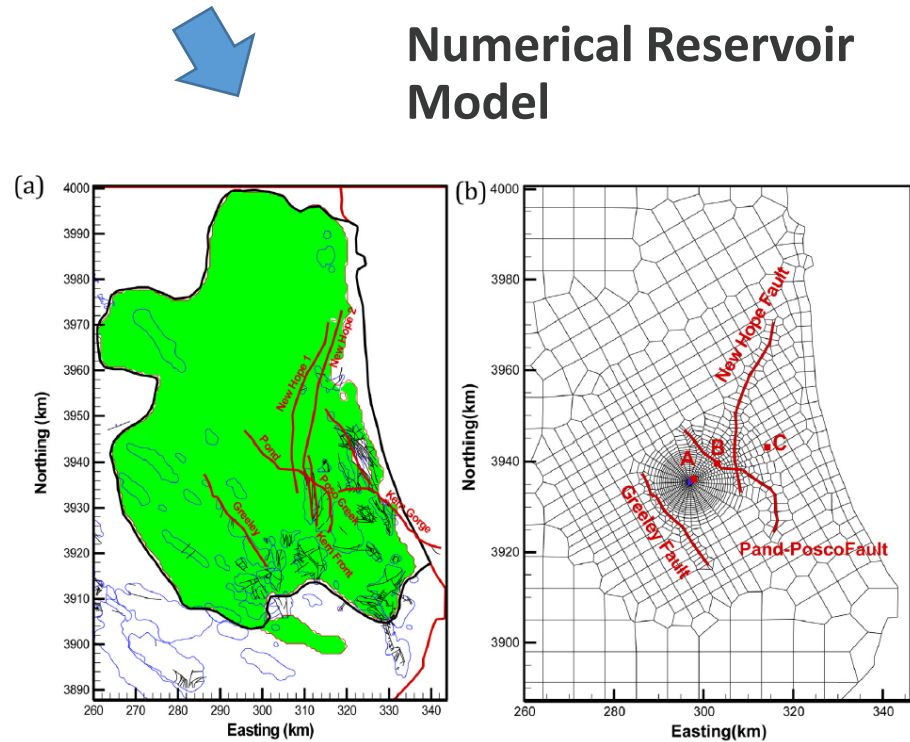 Numerical Reservoir
Model
(a)
4000
3990
3980
3970
3960
3950
3940
3930
3920
3910
3900
3890
Northing (km)
New Hope 1
New Hope 2
Pond
Poso Creek
Kern Front
Kern Gorge
Greeley
260 270 280 290 300 310 320 330 340
Easting (km)
(b)
4000
3980
3960
3940
3920
3900
Northing(km)
New Hope Fault
A
B
C
Greeley Fault
Pand-PoscoFault
260 280 300 320 340
Easting(km)